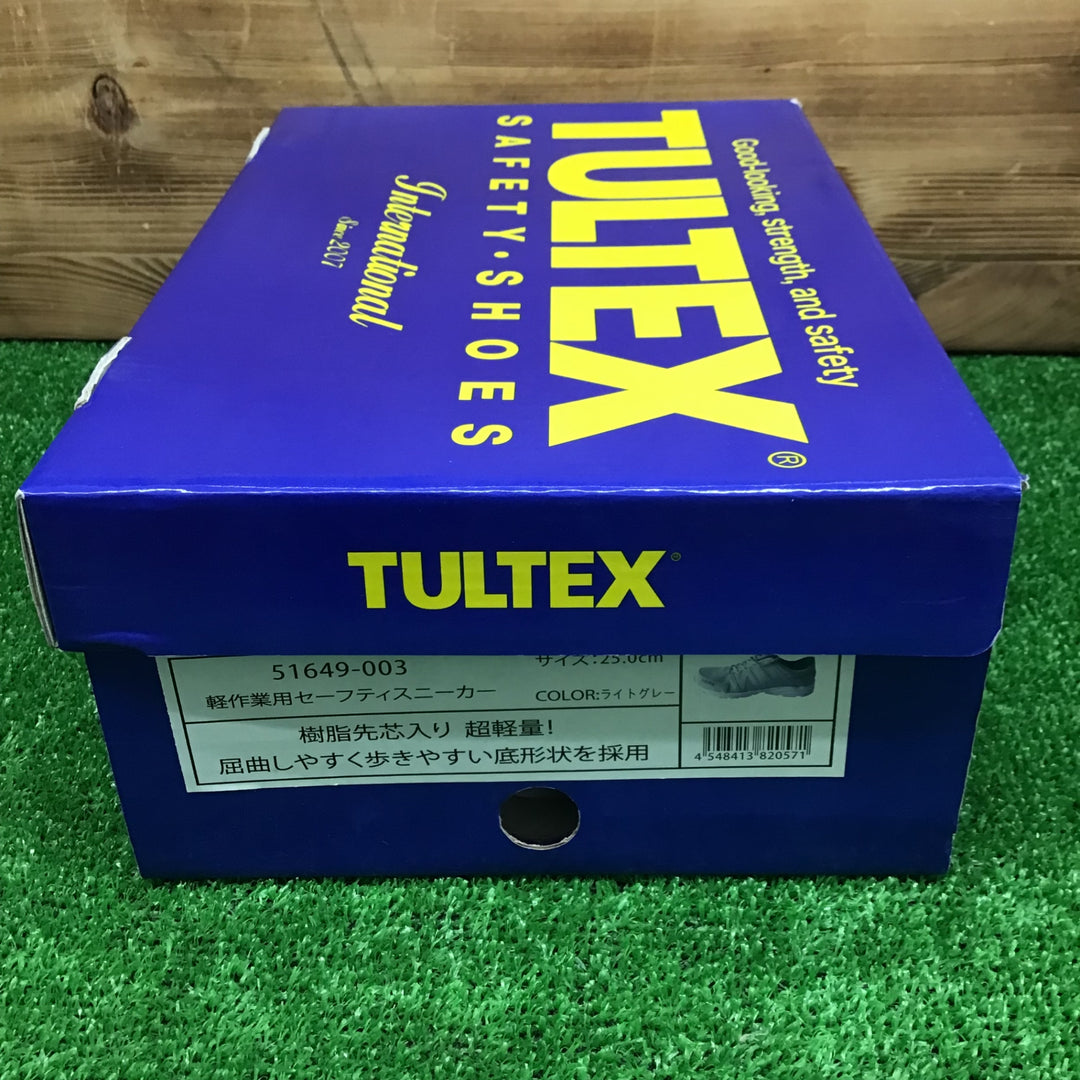 Good-looking, strength, and safety
TULTEX®
SAFETY・SHOES
International
Since 2007
TULTEX®
51649-003
サイズ:25.0cm
軽作業用セーフティスニーカー
COLOR:ライトグレー
樹脂先芯入り 超軽量!
屈曲しやすく歩きやすい底形状を採用
4 548413 820571